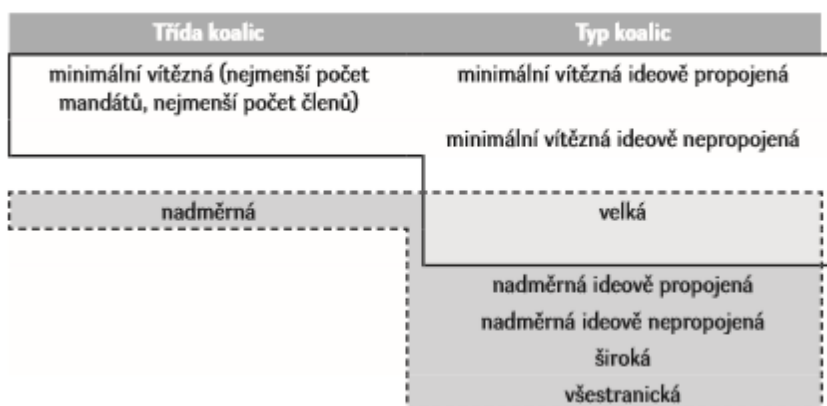 Třída koalic Typ koalic
minimální vítězná (nejmenší počet
mandátů, nejmenší počet členů)
minimální vítězná ideově propojená
minimální vítězná ideově nepropojená
nadměrná velká
nadměrná ideově propojená
nadměrná ideově nepropojená
široká
všestranická